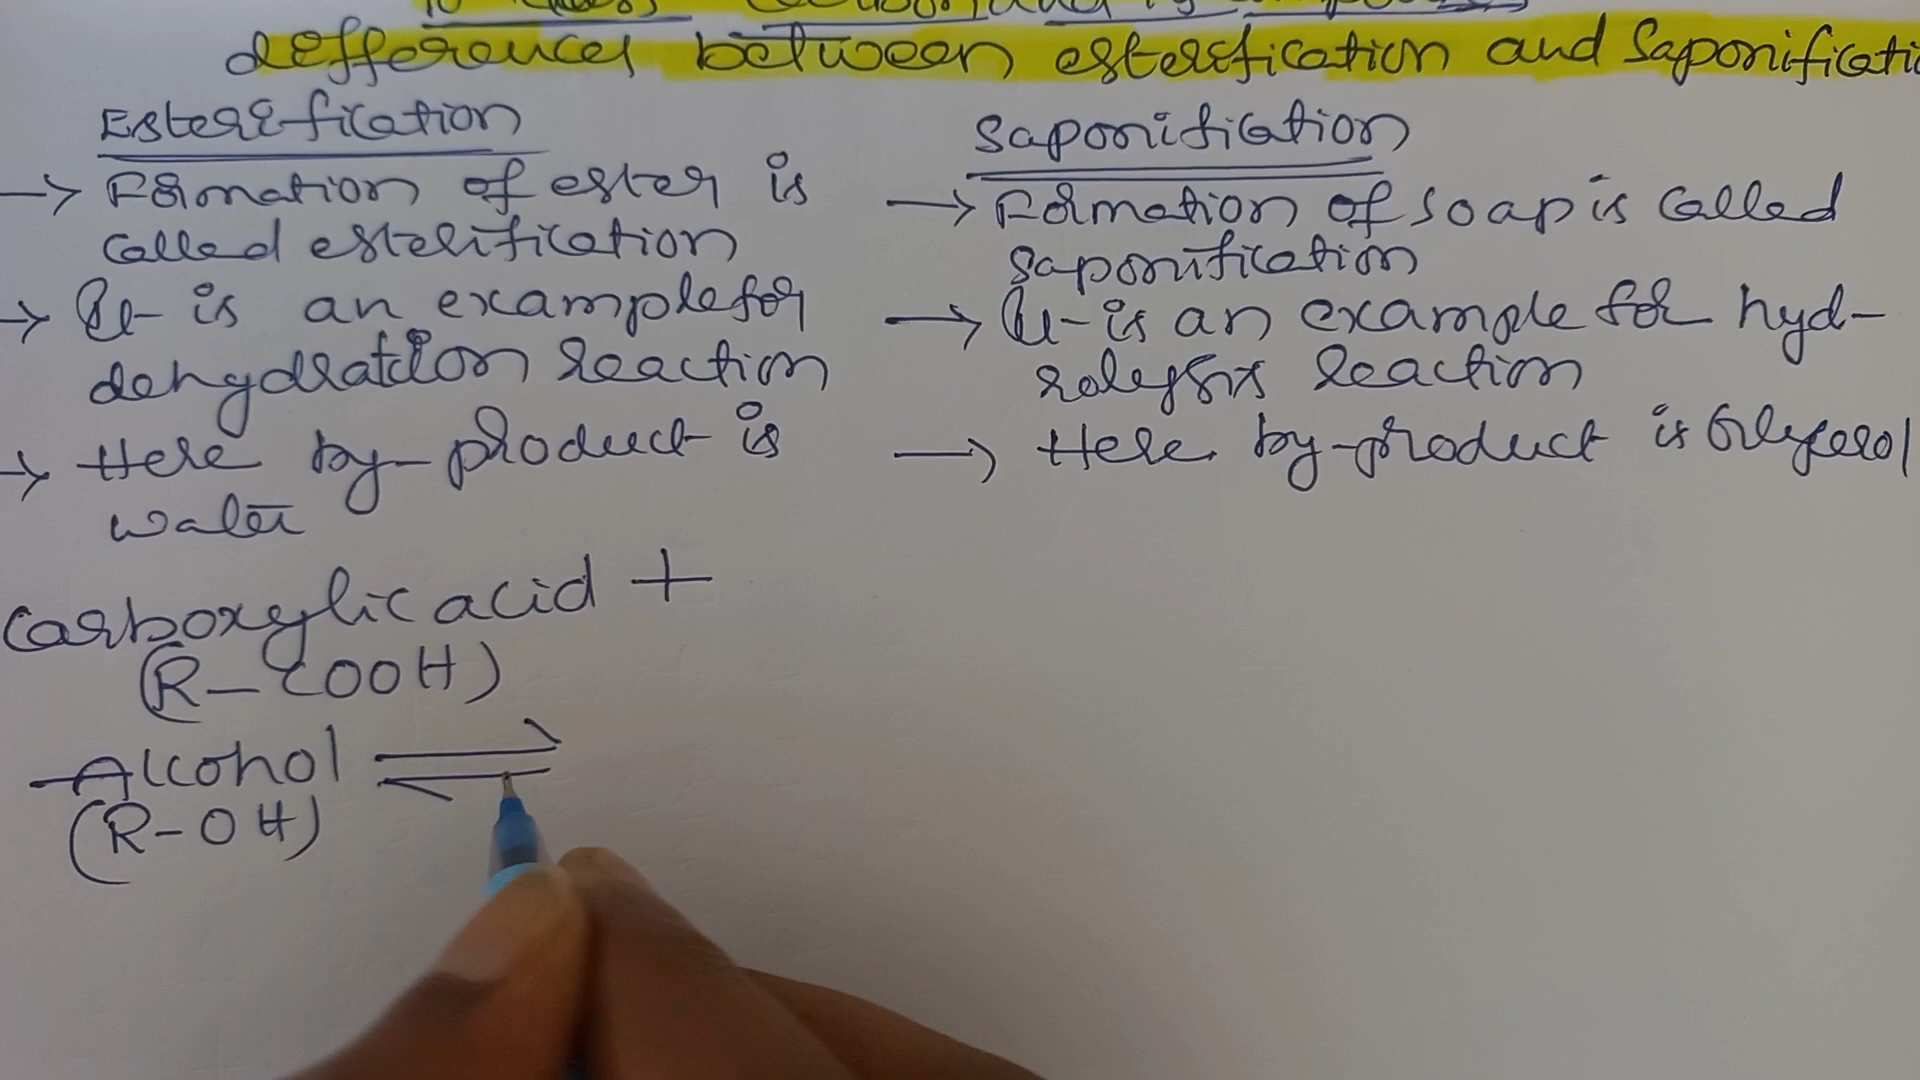 defferences between esterification and Saponificati
Esterification
→ Formation of ester is
called esterification
→ It is an example for
dehydration reaction
→ Here by-product is
water
Carboxylic acid +
(R-COOH)
Alcohol ⇌
(R-OH)
Saponification
→ Formation of soap is called
saponification
→ It is an example for hyd-
rolysis reaction
→ Here by-product is Glycerol